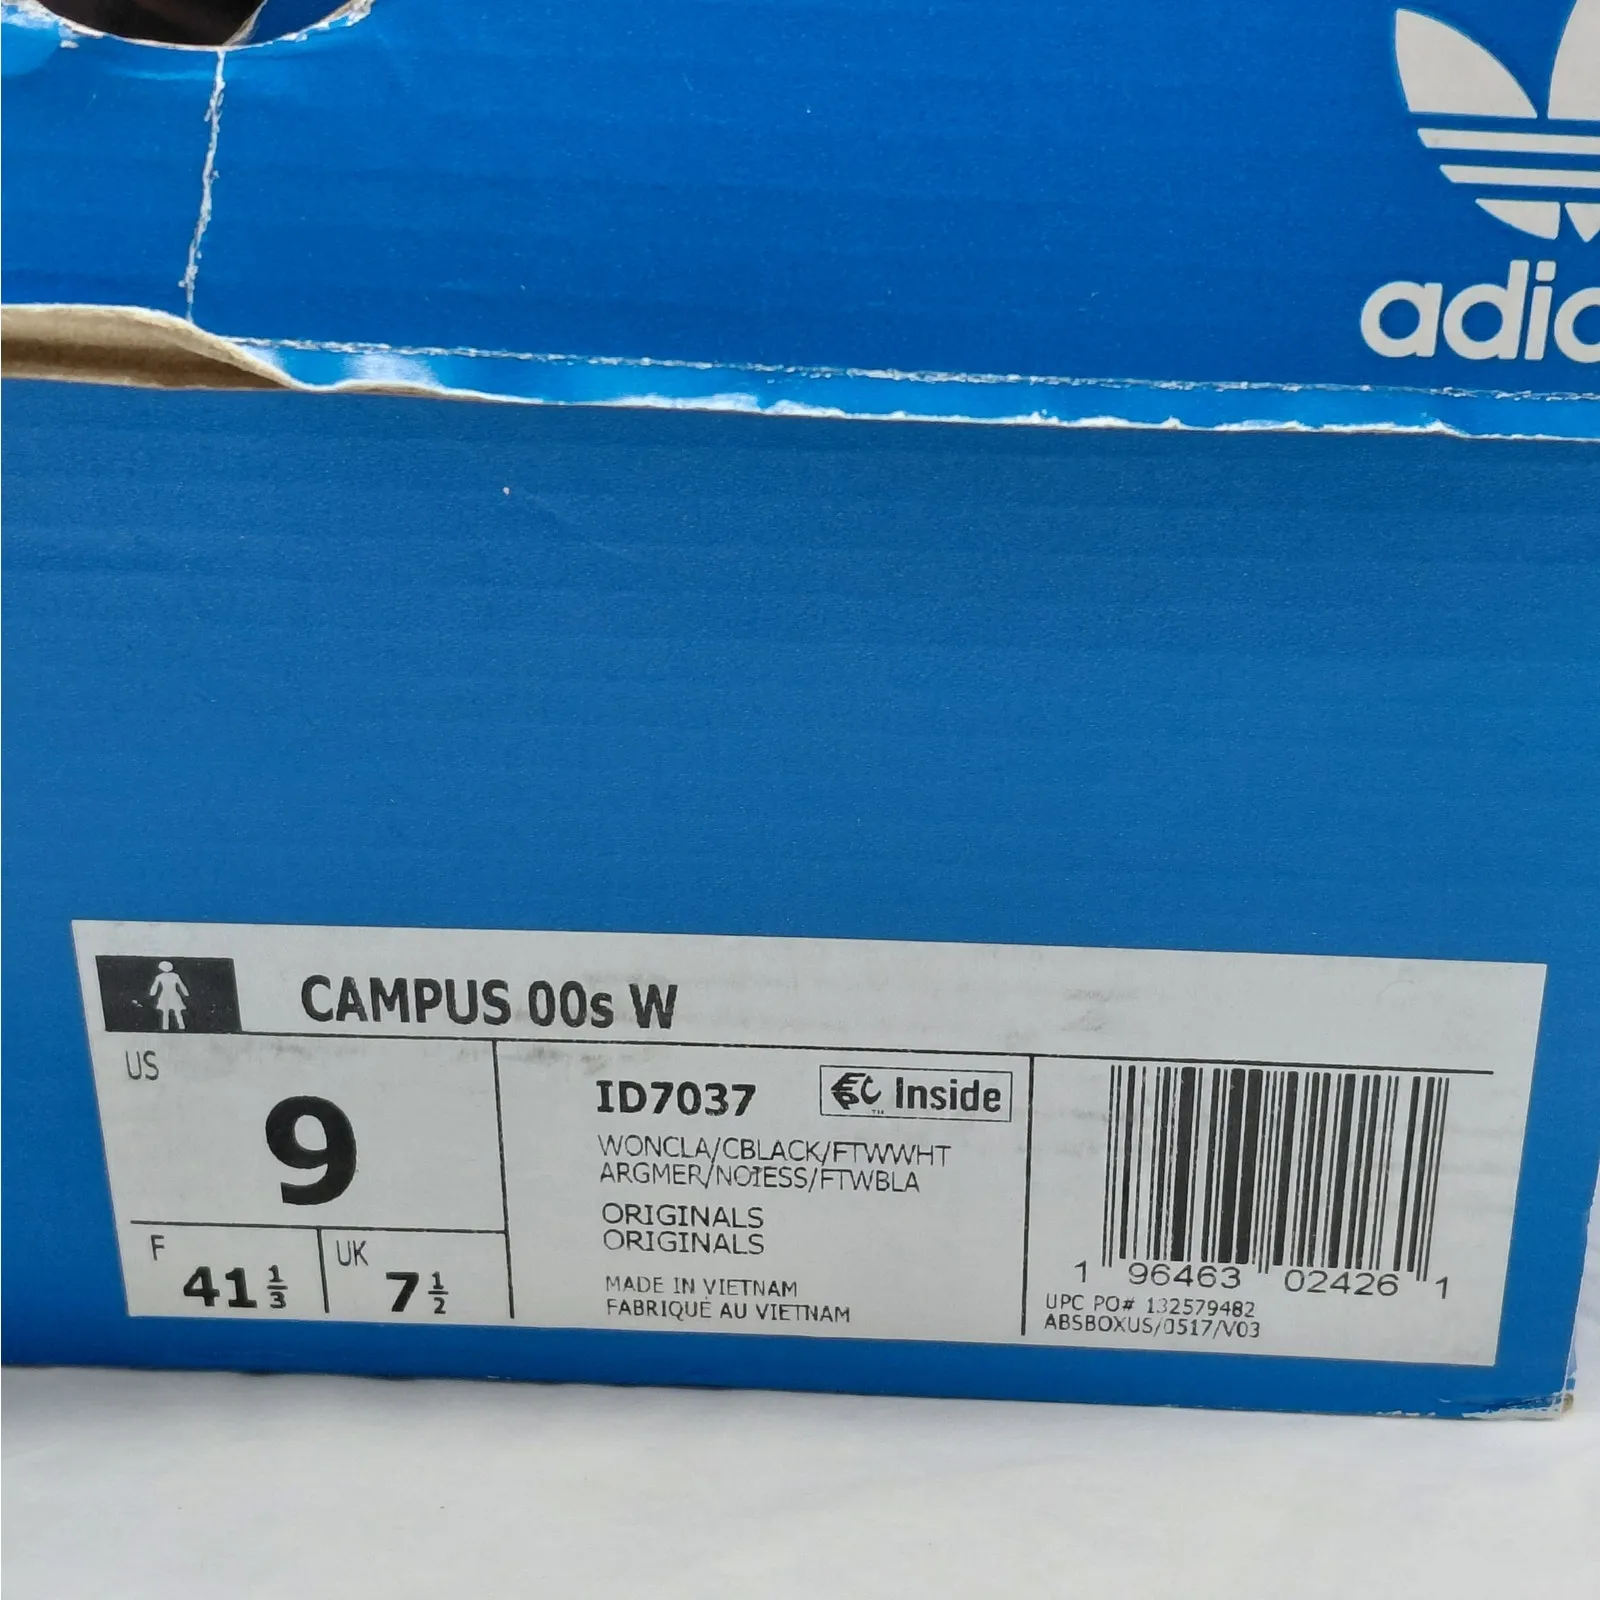 adid
CAMPUS 00s W
US
9
F
41 1/3
UK
7 1/2
ID7037
Inside
WONCLA/CBLACK/FTWWHT
ARGMER/NOIESS/FTWBLA
ORIGINALS
ORIGINALS
MADE IN VIETNAM
FABRIQUÉ AU VIETNAM
1 96463 02426 1
UPC PO# 132579482
ABSBOXUS/0517/V03